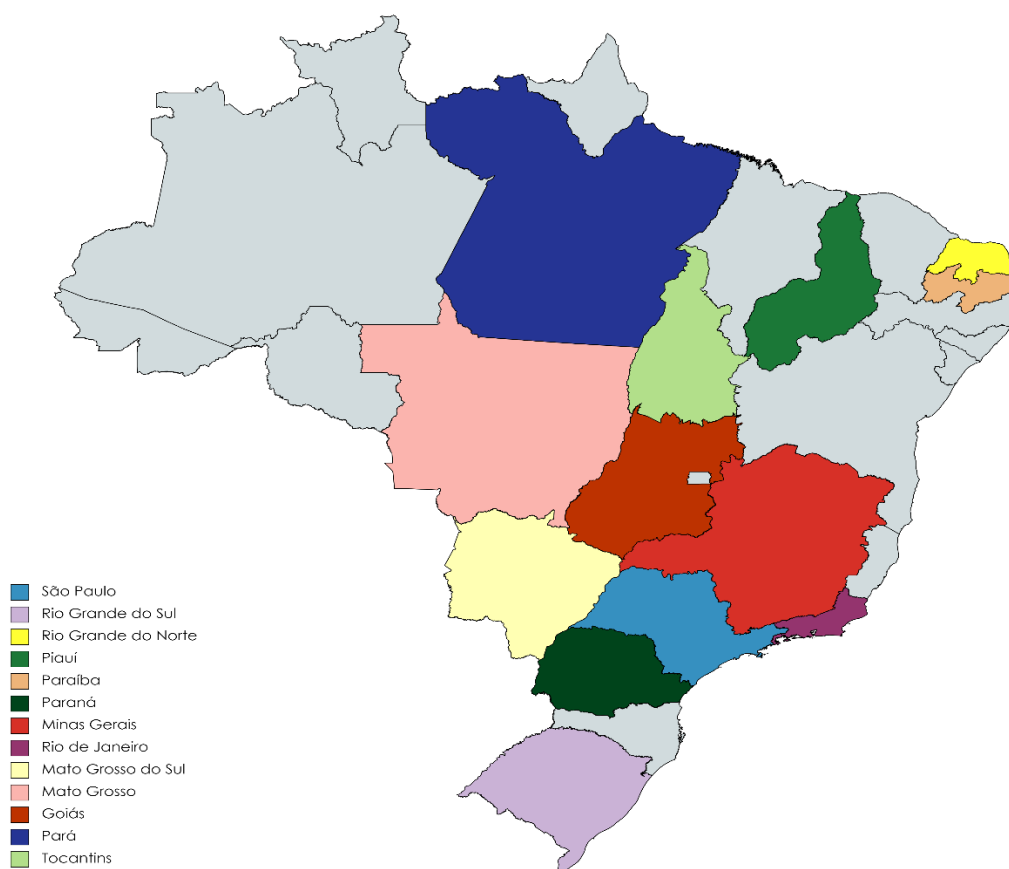 São Paulo
Rio Grande do Sul
Rio Grande do Norte
Piauí
Paraíba
Paraná
Minas Gerais
Rio de Janeiro
Mato Grosso do Sul
Mato Grosso
Goiás
Pará
Tocantins